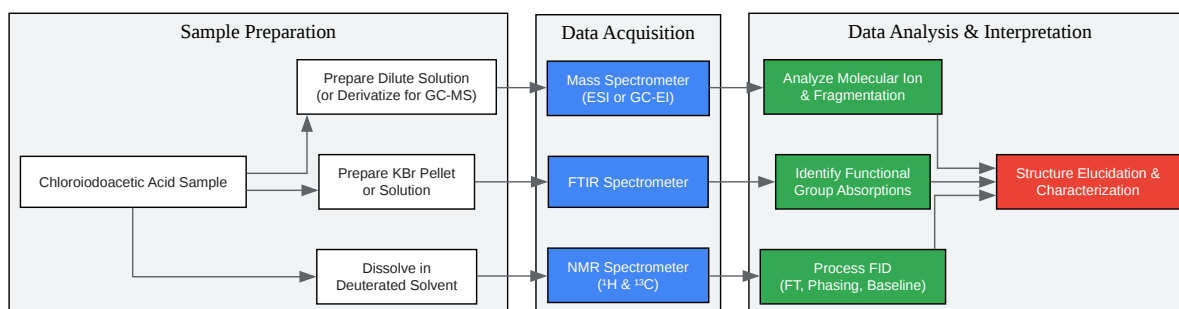 Sample Preparation
Data Acquisition
Data Analysis & Interpretation
Prepare Dilute Solution
(or Derivatize for GC-MS)
Mass Spectrometer
(ESI or GC-EI)
Analyze Molecular Ion
& Fragmentation
Chloroiodoacetic Acid Sample
Prepare KBr Pellet
or Solution
FTIR Spectrometer
Identify Functional
Group Absorptions
Structure Elucidation &
Characterization
Dissolve in
Deuterated Solvent
NMR Spectrometer
(¹H & ¹³C)
Process FID
(FT, Phasing, Baseline)